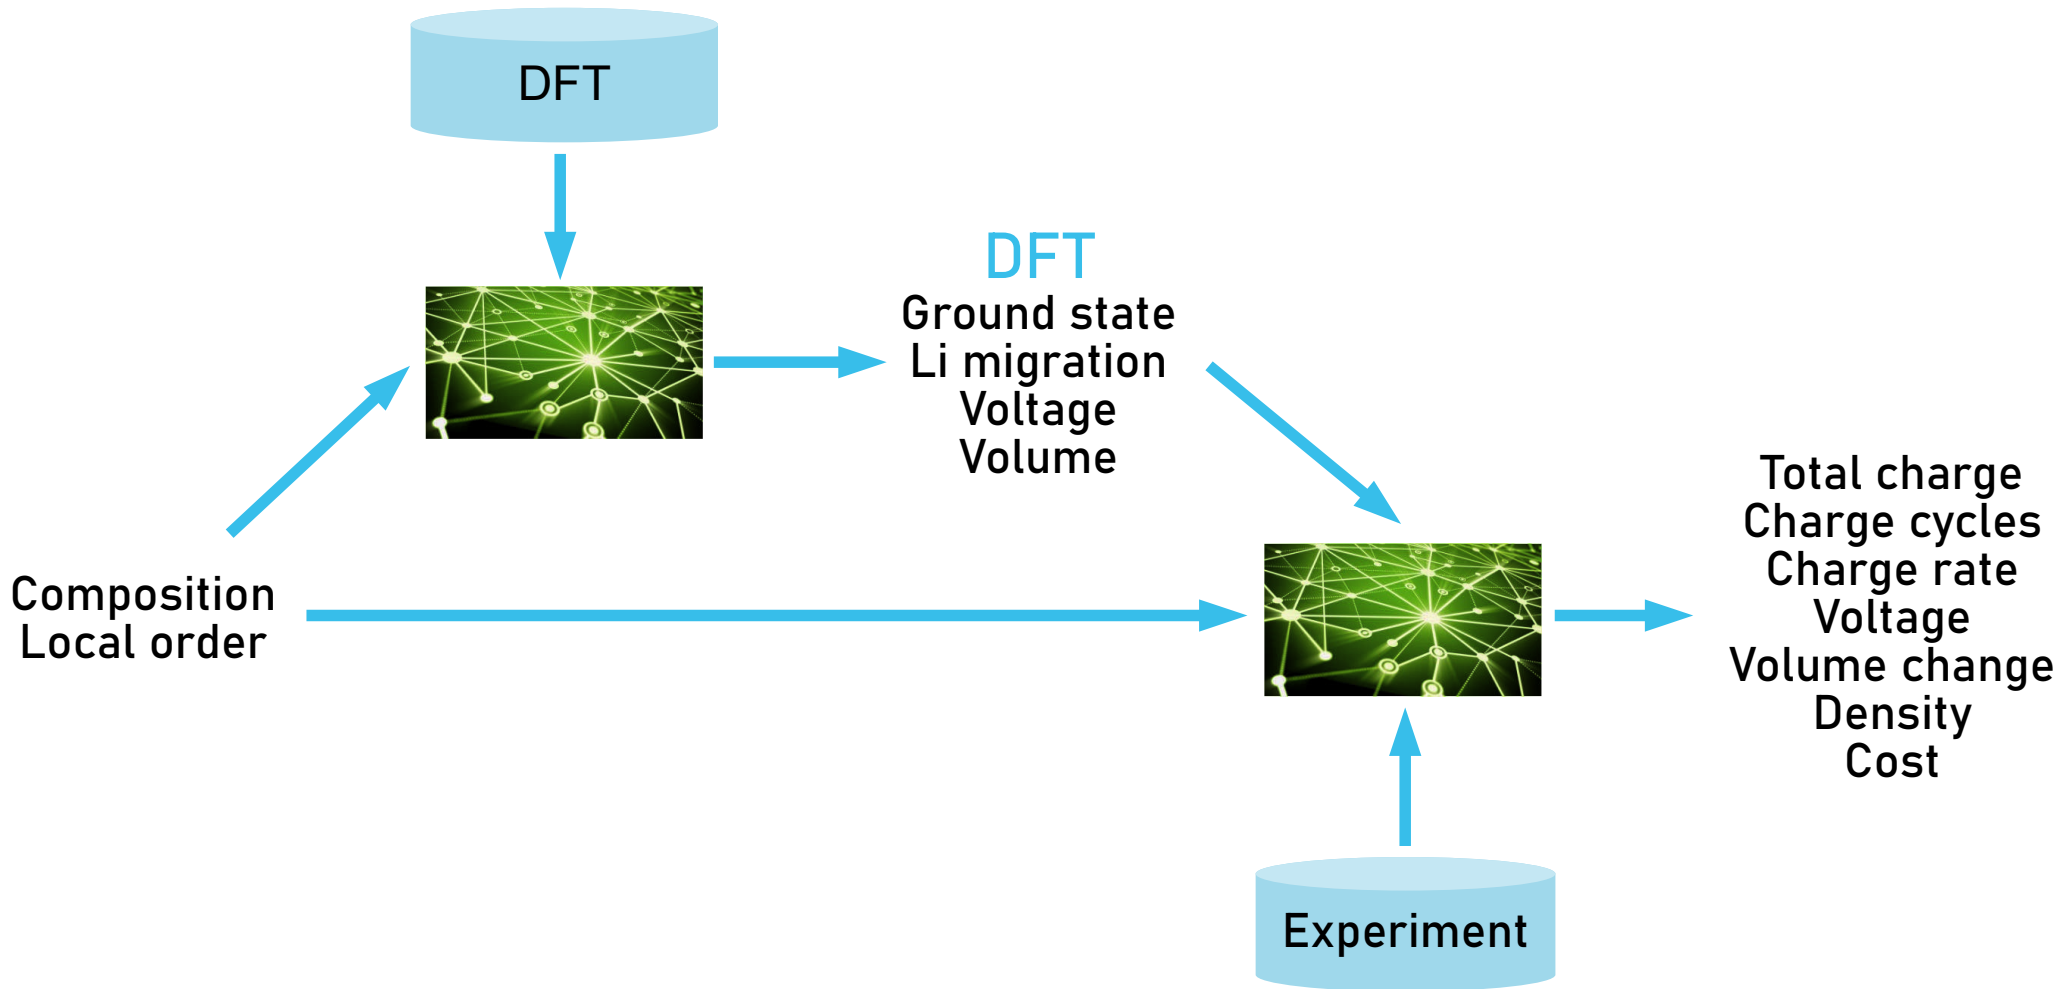 DFT
DFT
Ground state
Li migration
Voltage
Volume
Composition
Local order
Total charge
Charge cycles
Charge rate
Voltage
Volume change
Density
Cost
Experiment